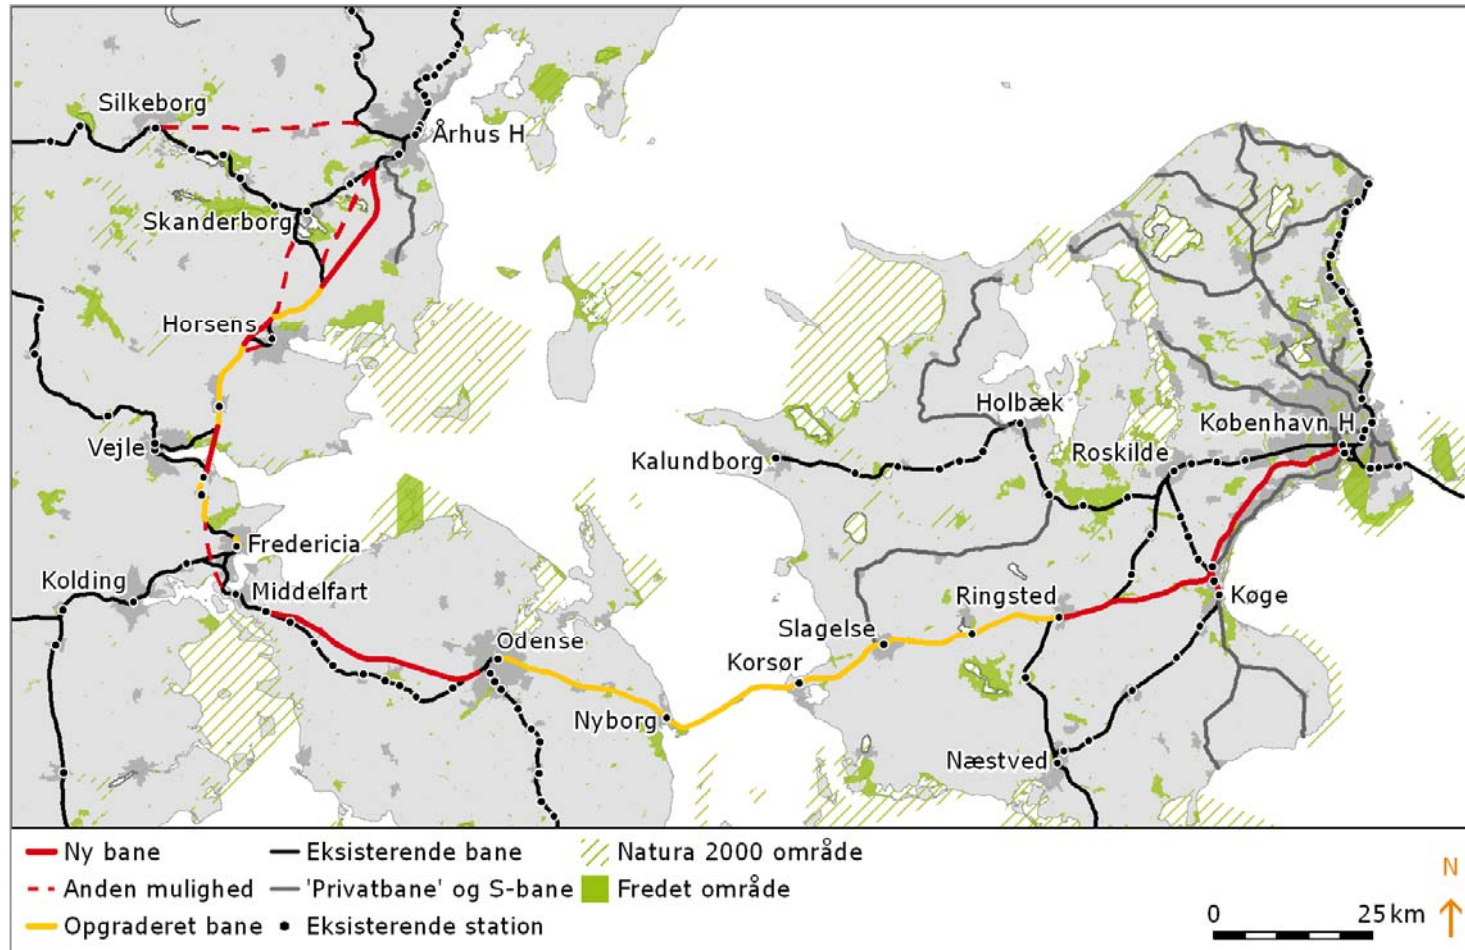 Silkeborg
Århus H
Skanderborg
Horsens
Holbæk
København H
Vejle
Kalundborg
Roskilde
Fredericia
Kolding
Middelfart
Ringsted
Køge
Slagelse
Odense
Korsør
Nyborg
Næstved
Ny bane
Eksisterende bane
Natura 2000 område
Anden mulighed
'Privatbane' og S-bane
Fredet område
Opgraderet bane
Eksisterende station
N
0 25 km